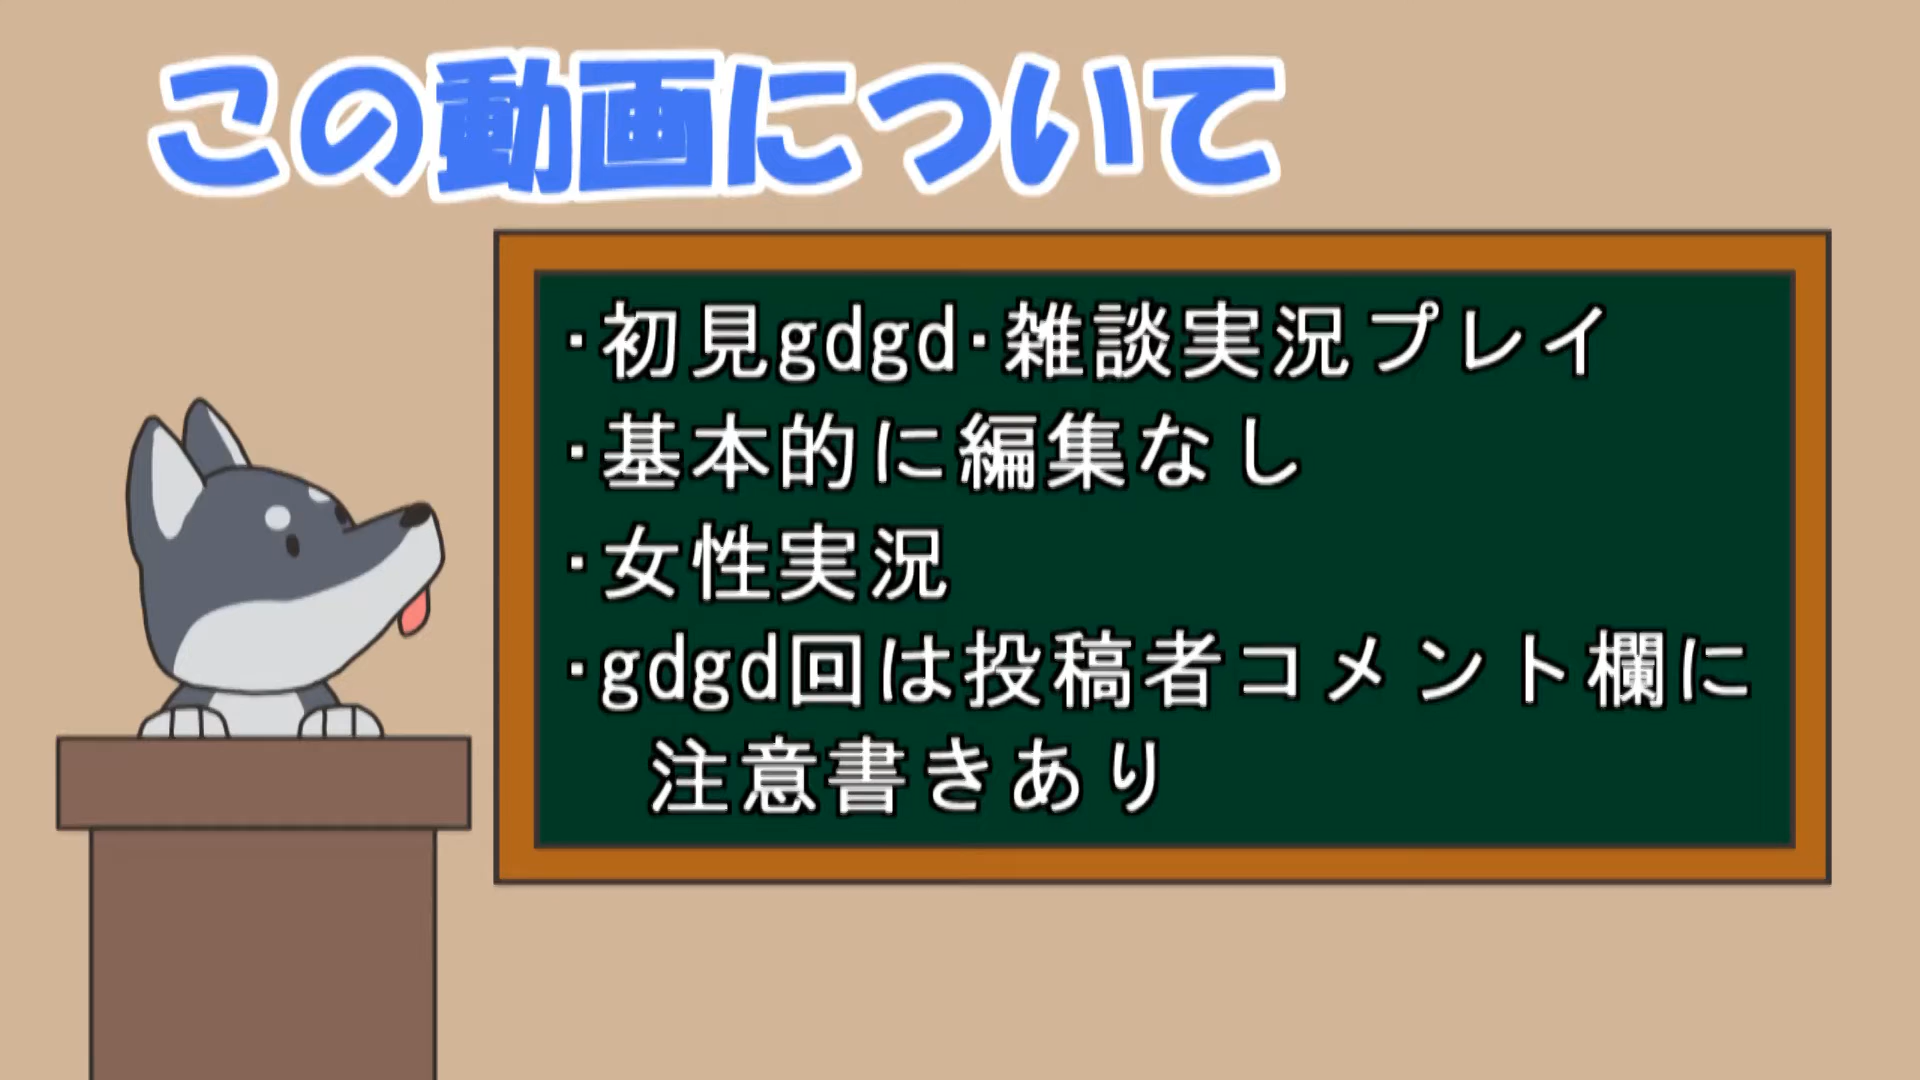 この動画について
･初見gdgd･雑談実況プレイ
･基本的に編集なし
･女性実況
･gdgd回は投稿者コメント欄に
注意書きあり